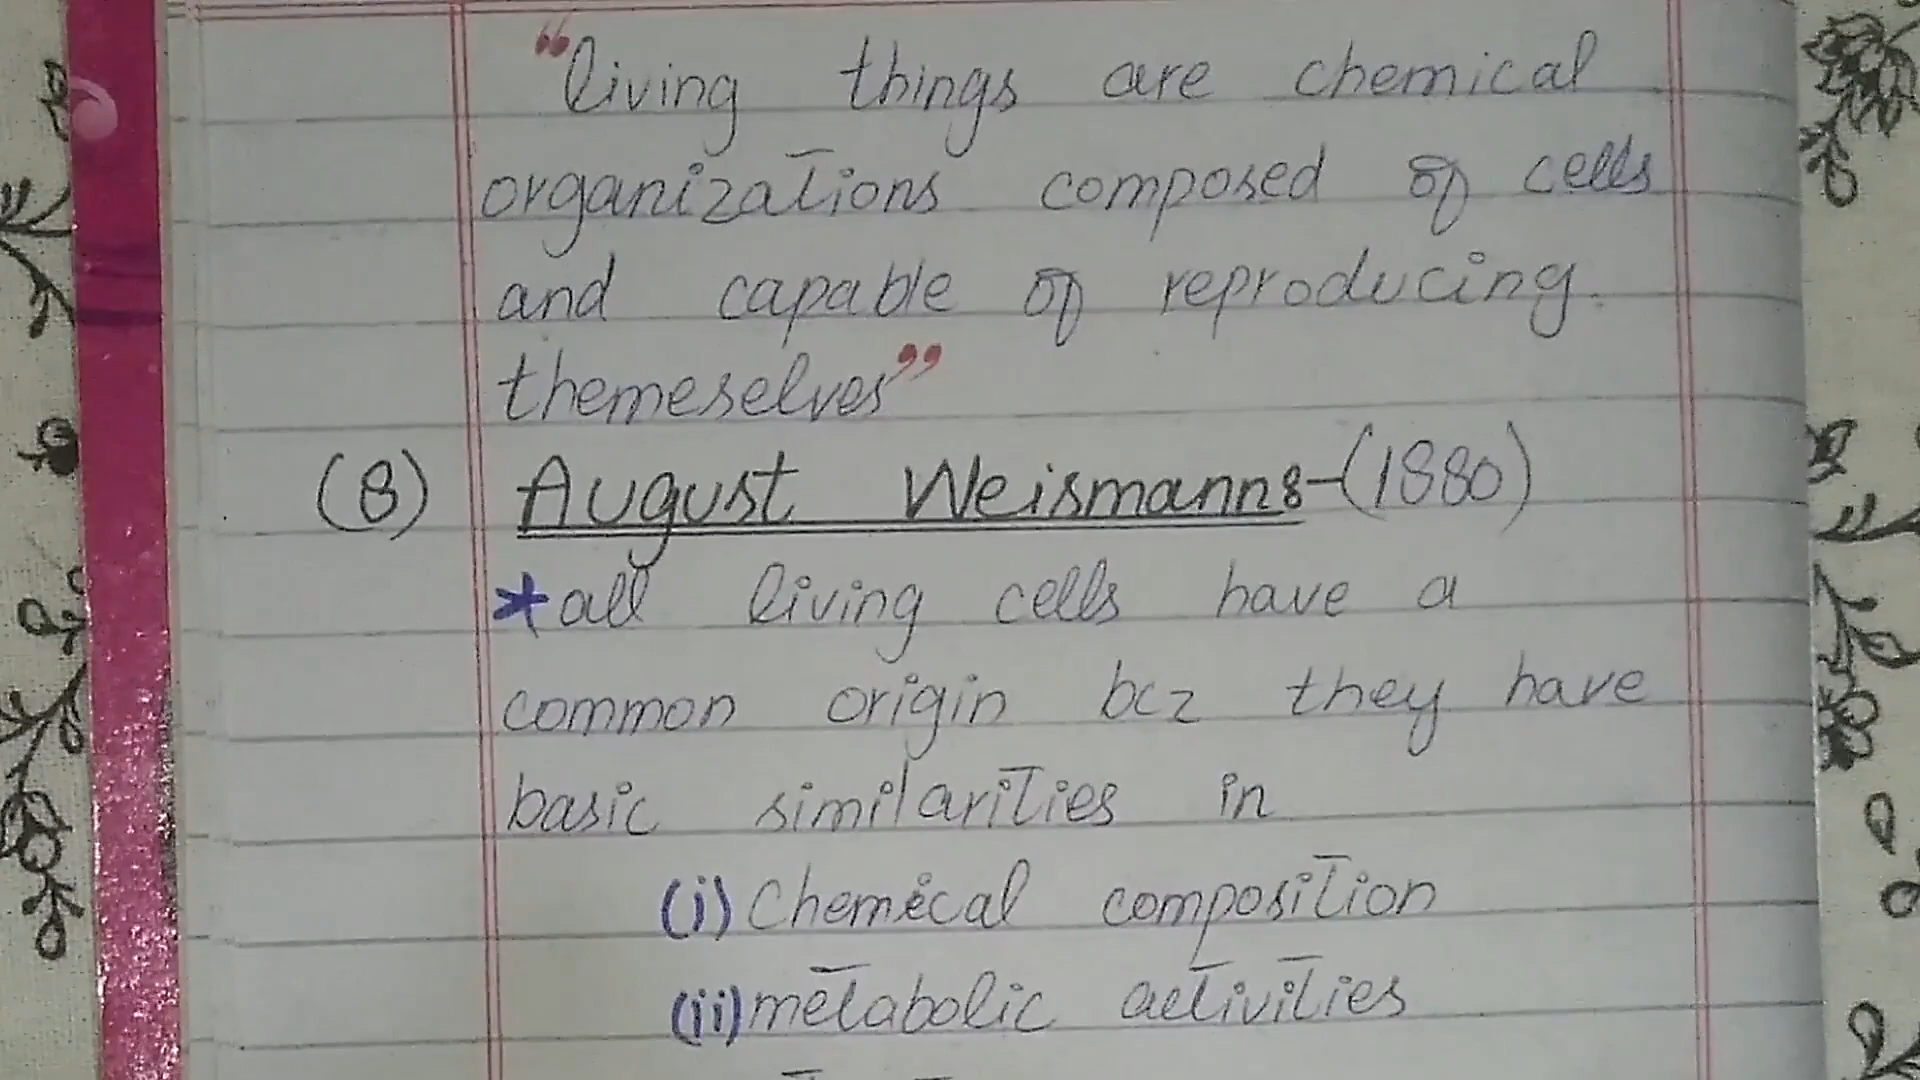 “living things are chemical
organizations composed of cells
and capable of reproducing.
themeselves”
(8) August Weismanns-(1880)
*all living cells have a
common origin bcz they have
basic similarities in
(i) Chemical composition
(ii) metabolic activities